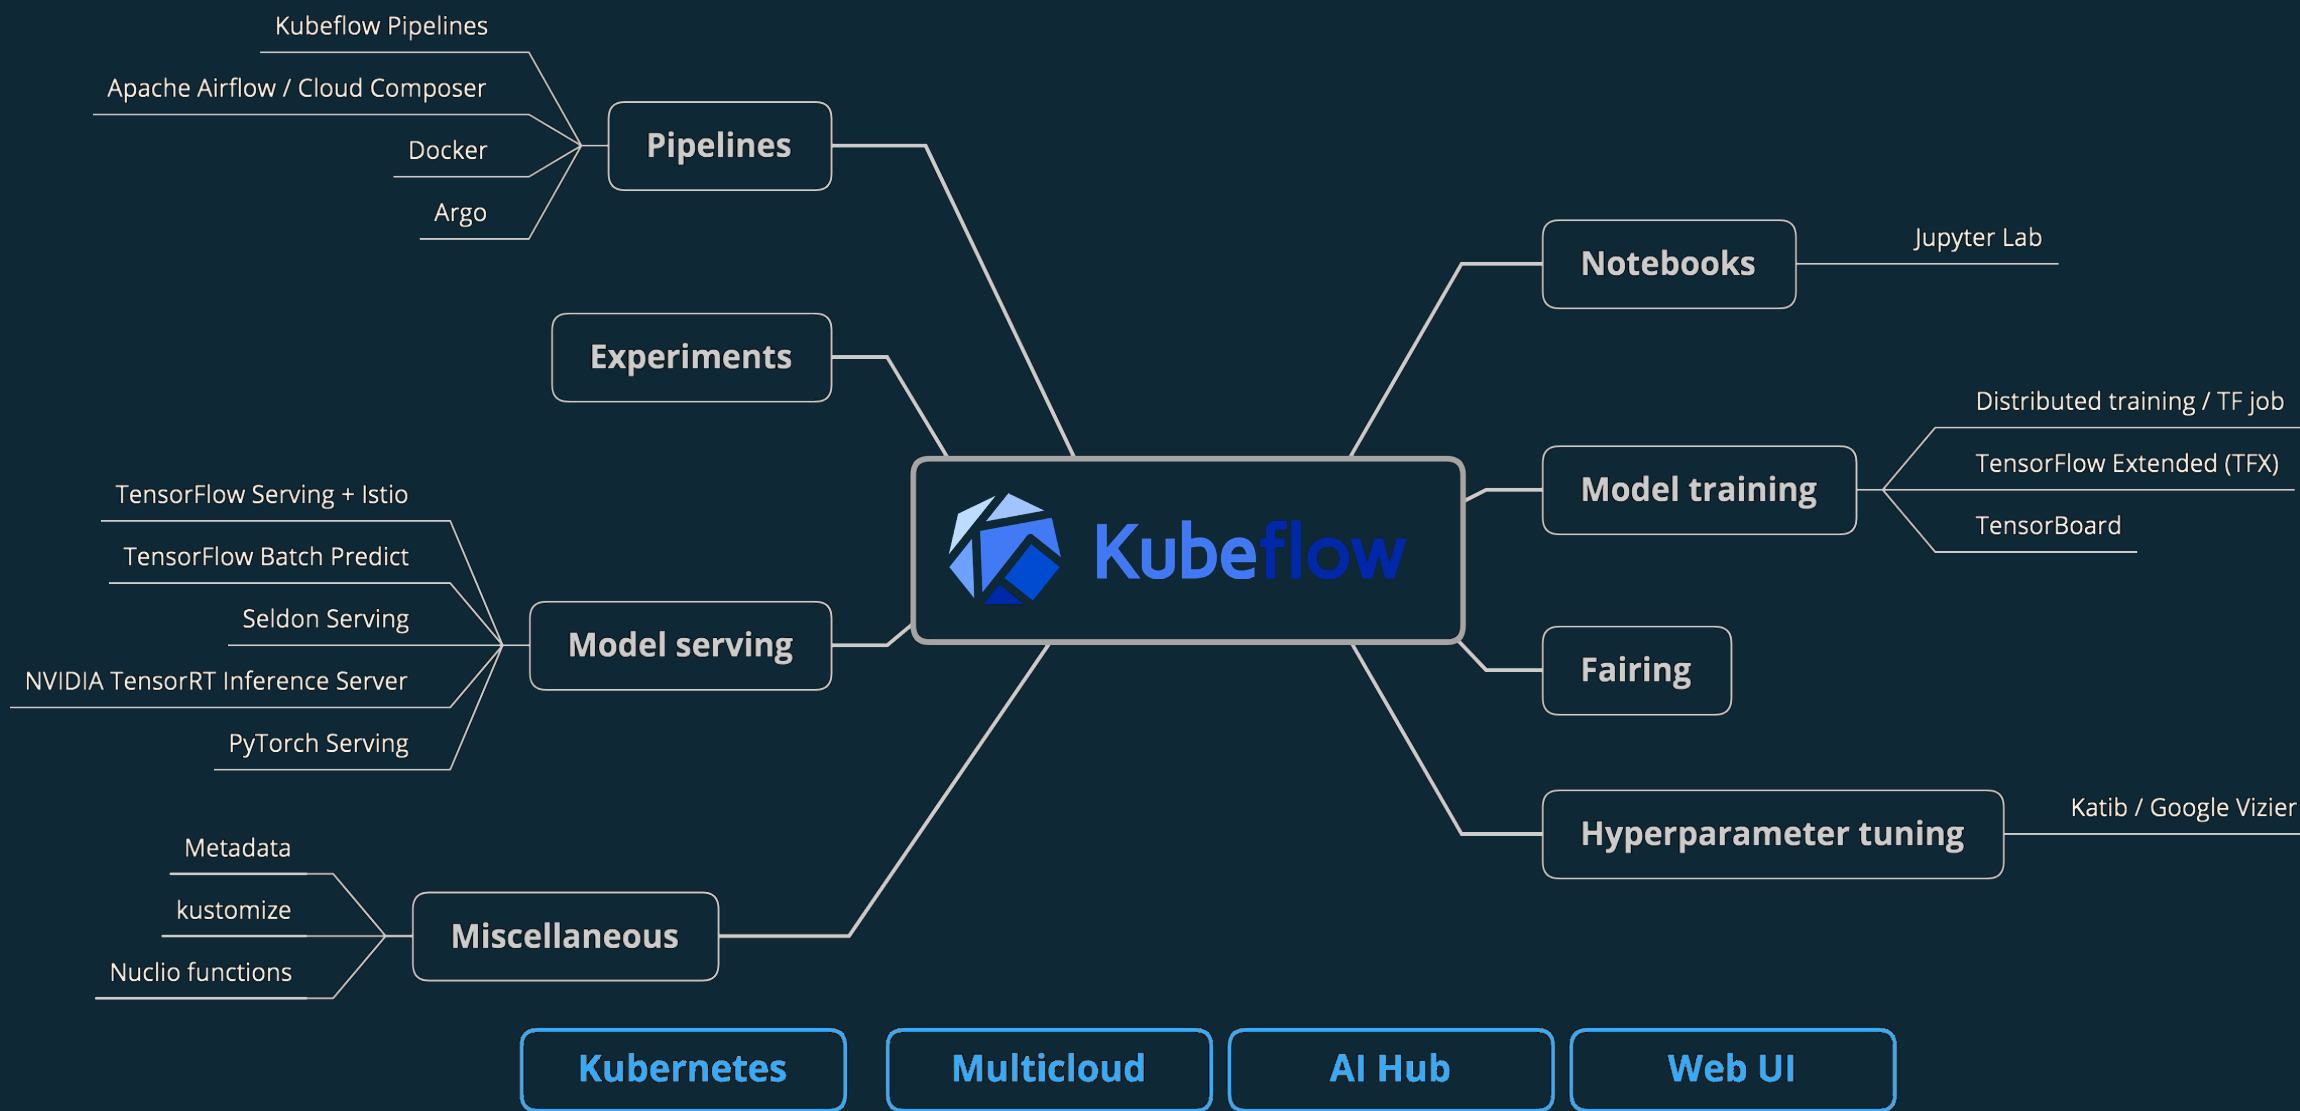 Kubeflow Pipelines
Apache Airflow / Cloud Composer
Docker
Argo
Pipelines
Experiments
TensorFlow Serving + Istio
TensorFlow Batch Predict
Seldon Serving
NVIDIA TensorRT Inference Server
PyTorch Serving
Model serving
Metadata
kustomize
Nuclio functions
Miscellaneous
Kubeflow
Notebooks
Jupyter Lab
Model training
Distributed training / TF job
TensorFlow Extended (TFX)
TensorBoard
Fairing
Hyperparameter tuning
Katib / Google Vizier
Kubernetes
Multicloud
AI Hub
Web UI